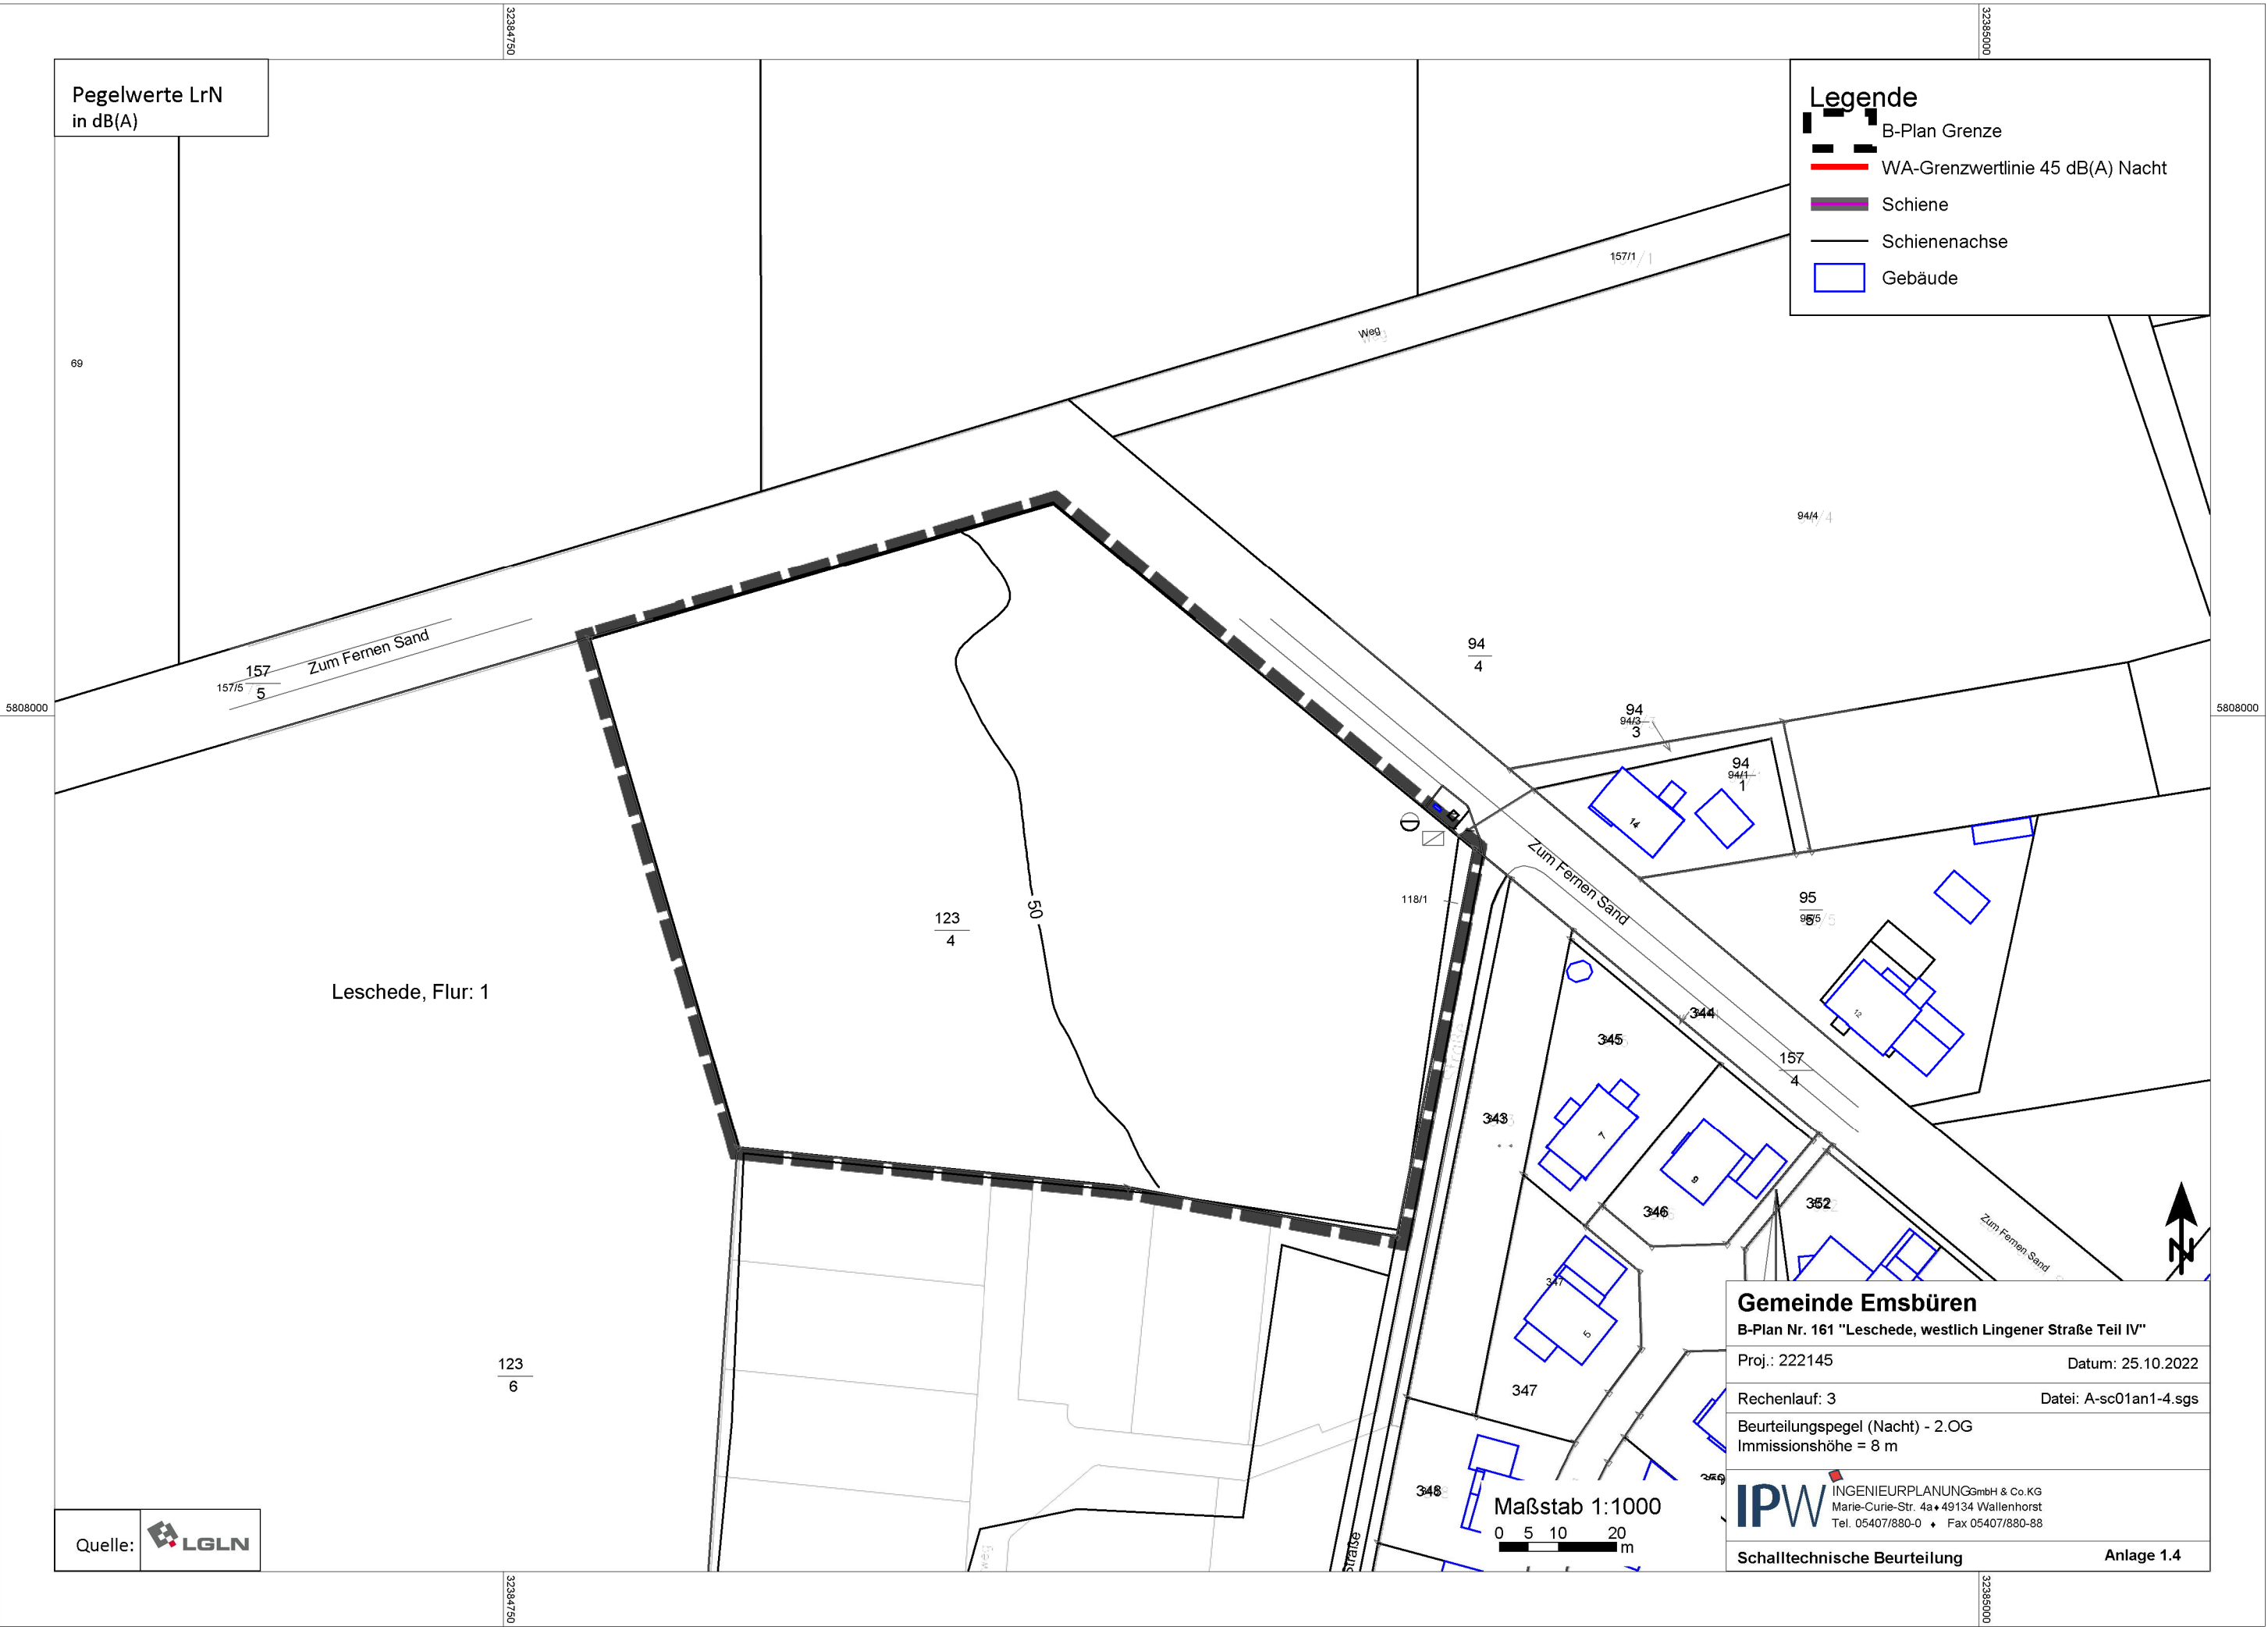 32384750
32385000
Pegelwerte LrN
in dB(A)
Legende
B-Plan Grenze
WA-Grenzwertlinie 45 dB(A) Nacht
Schiene
Schienenachse
Gebäude
157/1
Weg
69
94/4
Zum Fernen Sand
157
5
157/5
94
4
5808000
5808000
94
94/3
3
94
94/1
1
14
Zum Fernen Sand
118/1
95
5
123
4
50
Leschede, Flur: 1
12
344
345
157
4
343
7
9
346
352
Zum Fernen Sand
N
347
5
347
123
6
348
Straße
Maßstab 1:1000
0 5 10 20
m
Gemeinde Emsbüren
B-Plan Nr. 161 "Leschede, westlich Lingener Straße Teil IV"
Proj.: 222145
Datum: 25.10.2022
Rechenlauf: 3
Datei: A-sc01an1-4.sgs
Beurteilungspegel (Nacht) - 2.OG
Immissionshöhe = 8 m
IPW
INGENIEURPLANUNG GmbH & Co.KG
Marie-Curie-Str. 4a♦49134 Wallenhorst
Tel. 05407/880-0 ♦ Fax 05407/880-88
Schalltechnische Beurteilung
Anlage 1.4
Quelle:
LGLN
32384750
32385000